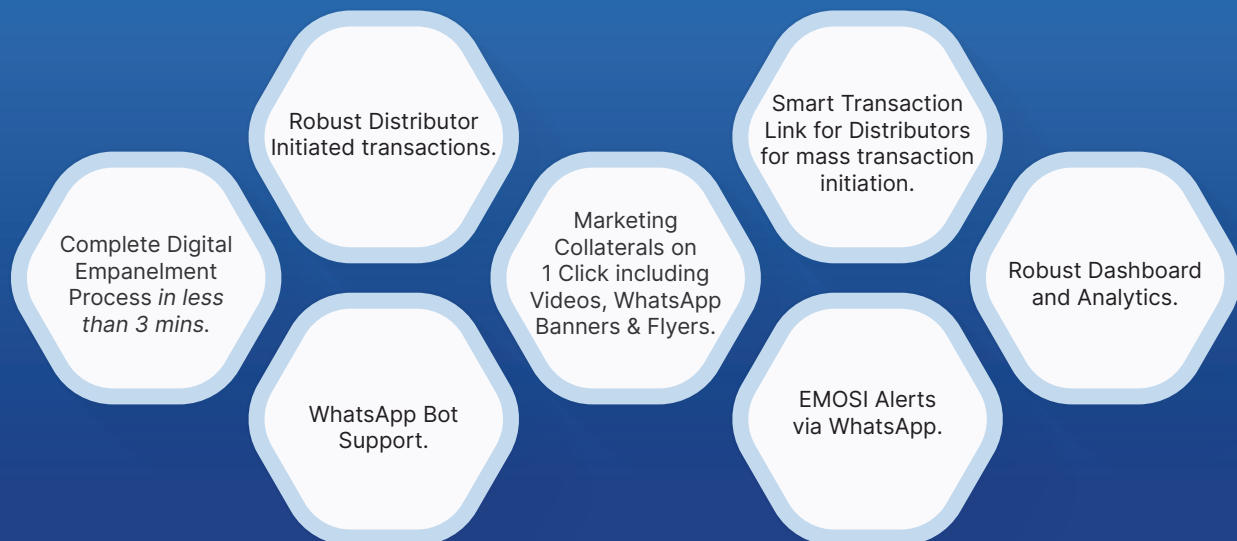 Robust Distributor
Initiated transactions.
Smart Transaction
Link for Distributors
for mass transaction
initiation.
Complete Digital
Empanelment
Process in less
than 3 mins.
Marketing
Collaterals on
1 Click including
Videos, WhatsApp
Banners & Flyers.
Robust Dashboard
and Analytics.
WhatsApp Bot
Support.
EMOSI Alerts
via WhatsApp.